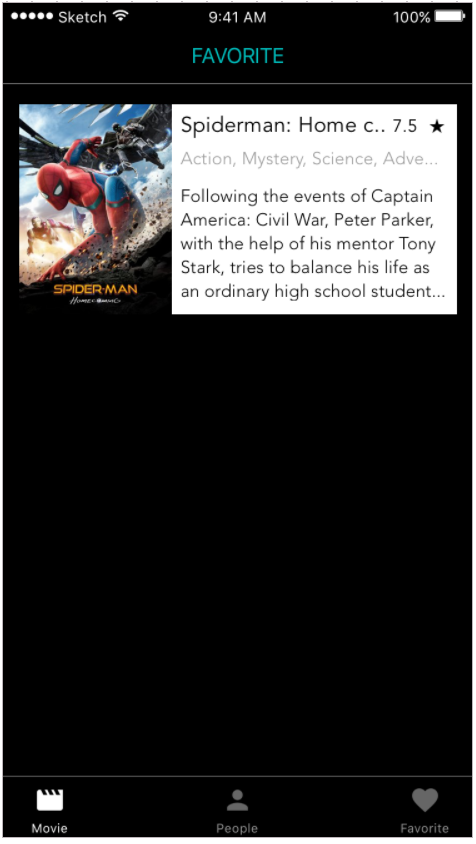 Sketch 9:41 AM 100%
FAVORITE
Spiderman: Home c.. 7.5 ★
Action, Mystery, Science, Adve...
Following the events of Captain
America: Civil War, Peter Parker,
with the help of his mentor Tony
Stark, tries to balance his life as
an ordinary high school student...
SPIDER-MAN
HOMECOMING
Movie People Favorite